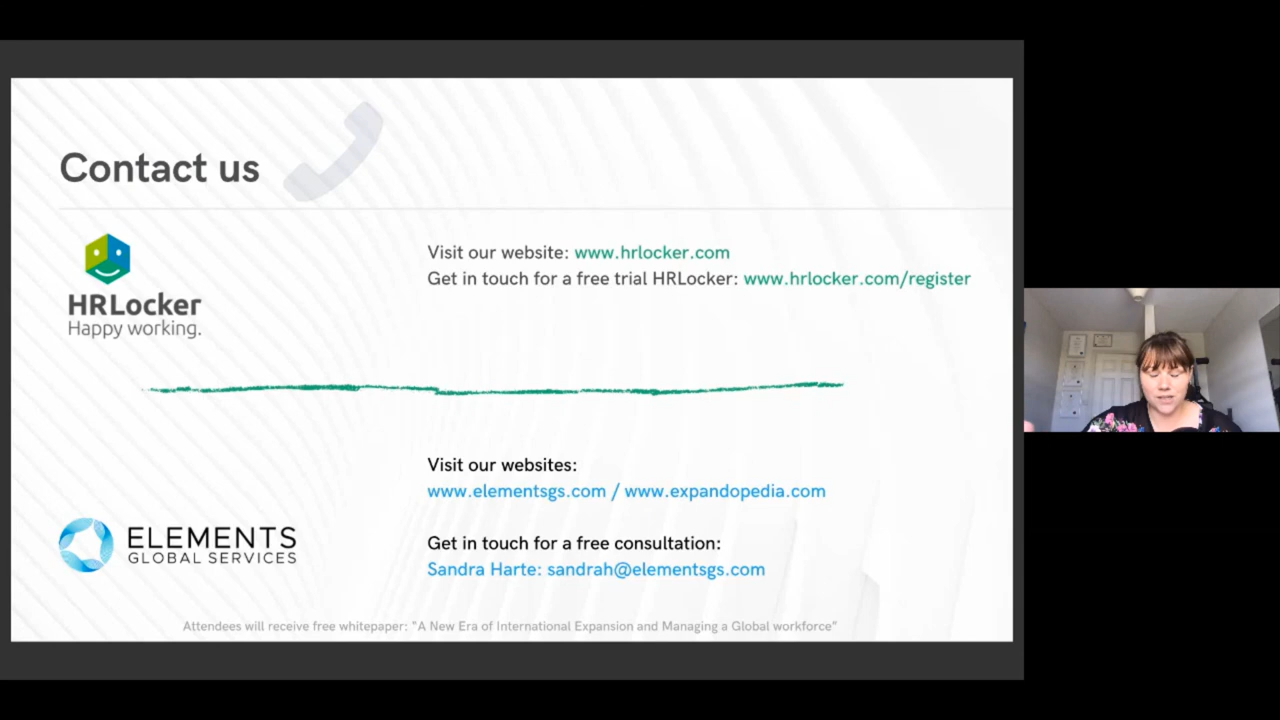 Contact us
HRLocker
Happy working.
Visit our website: www.hrlocker.com
Get in touch for a free trial HRLocker: www.hrlocker.com/register
Visit our websites:
www.elementsgs.com / www.expandopedia.com
ELEMENTS
GLOBAL SERVICES
Get in touch for a free consultation:
Sandra Harte: sandrah@elementsgs.com
Attendees will receive free whitepaper: "A New Era of International Expansion and Managing a Global workforce"